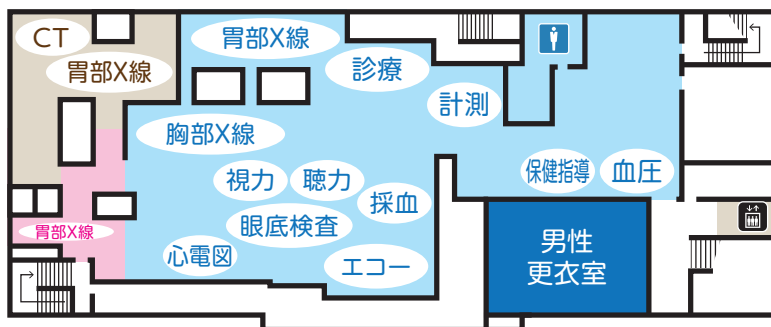 CT
胃部X線
胃部X線
診療
計測
胸部X線
視力
聴力
採血
保健指導
血圧
眼底検査
胃部X線
心電図
エコー
男性
更衣室